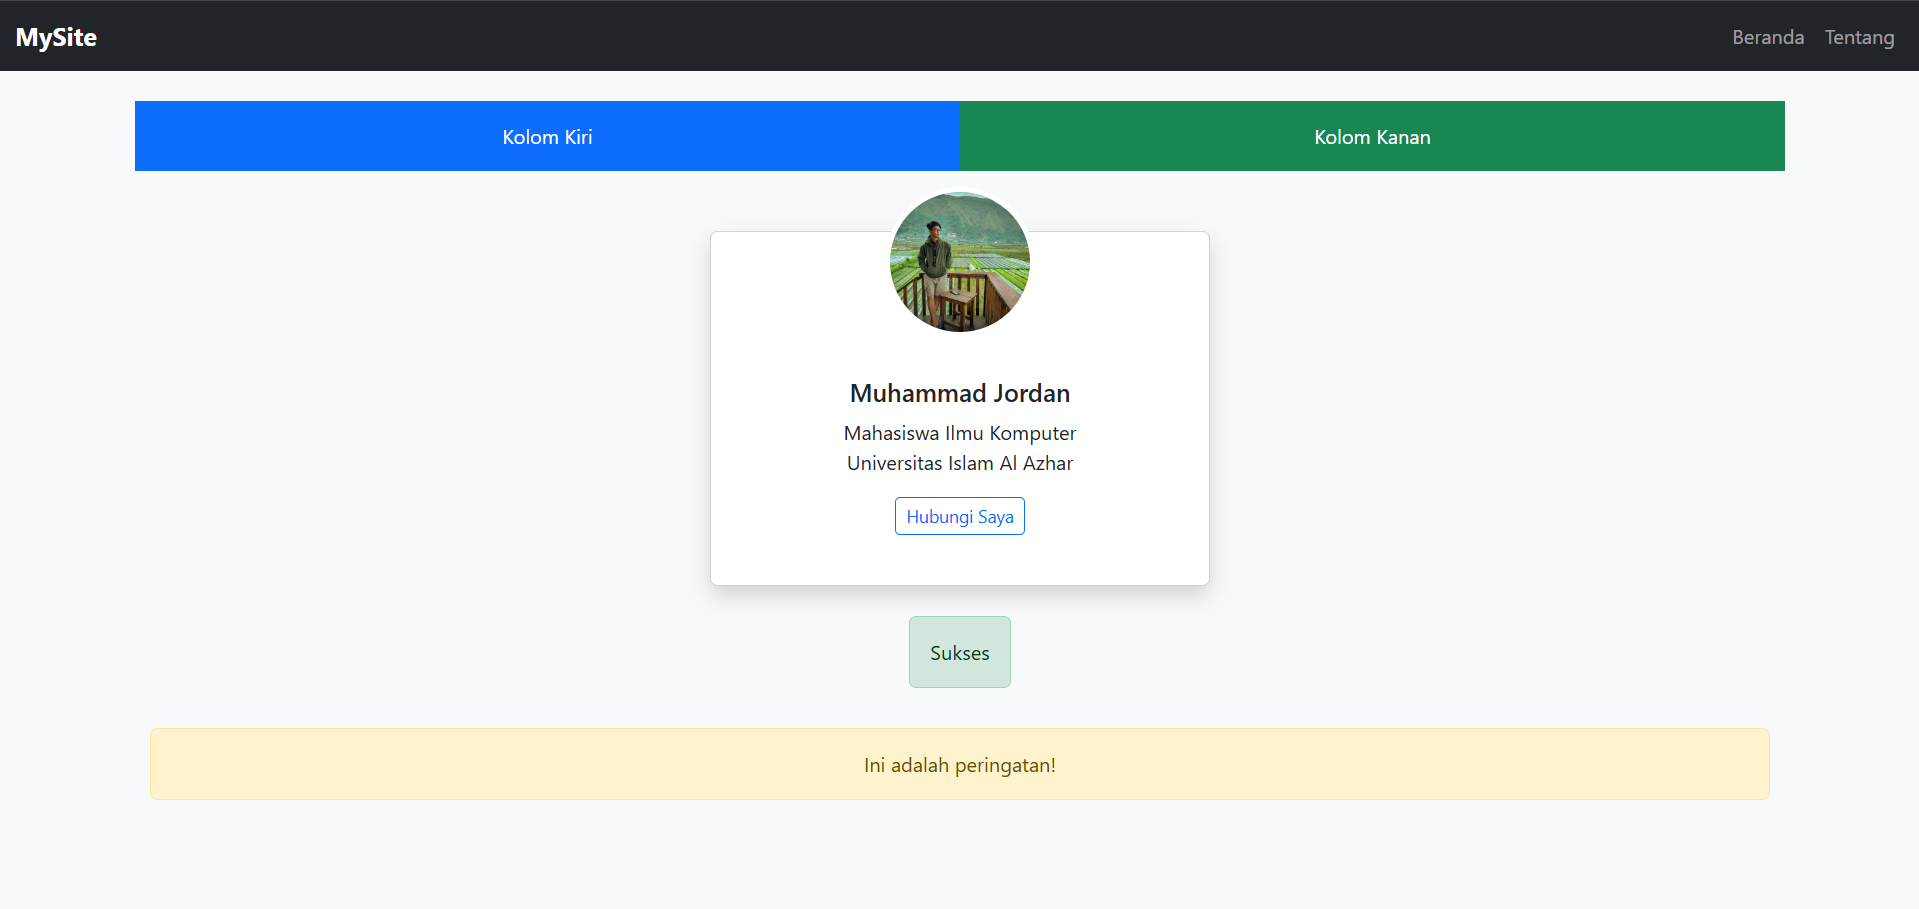 MySite
Beranda
Tentang
Kolom Kiri
Kolom Kanan
Muhammad Jordan
Mahasiswa Ilmu Komputer
Universitas Islam Al Azhar
Hubungi Saya
Sukses
Ini adalah peringatan!